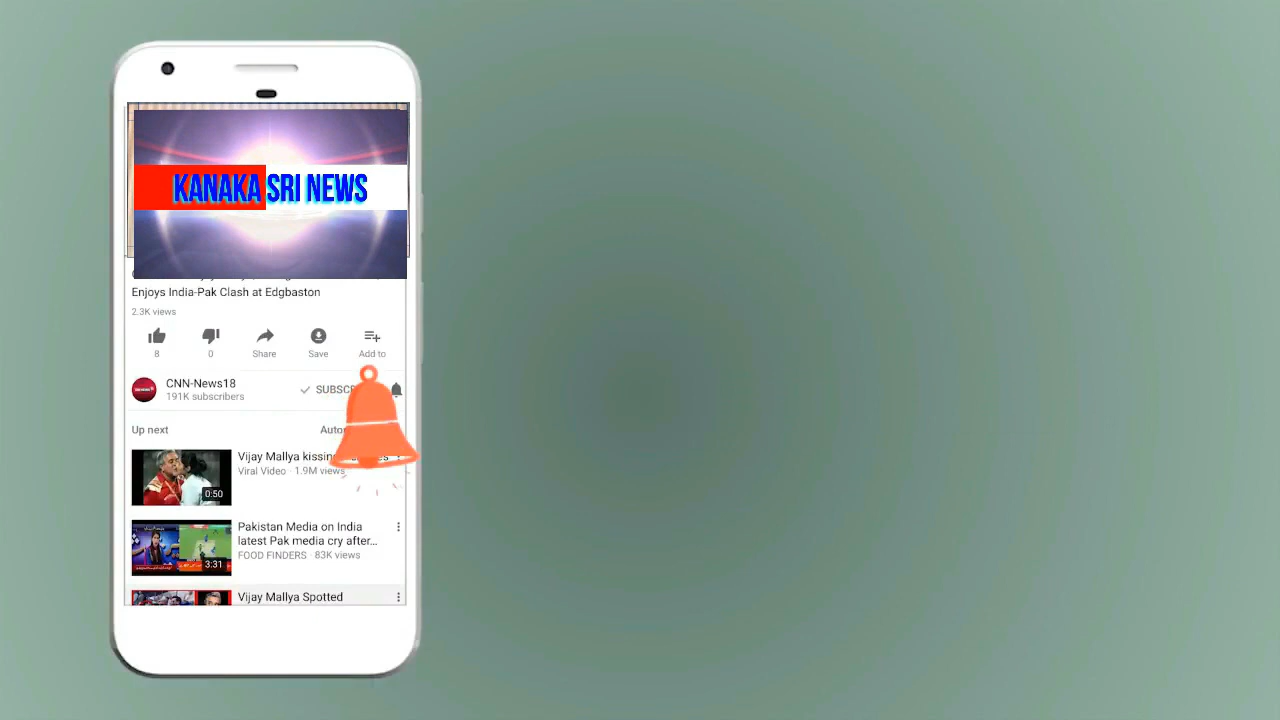 KANAKA SRI NEWS
Enjoys India-Pak Clash at Edgbaston
2.3K views
8
0
Share
Save
Add to
CNN-News18
191K subscribers
Up next
Vijay Mallya
Viral Video · 1.9M views
0:50
Pakistan Media on India
latest Pak media cry after...
FOOD FINDERS · 83K views
3:31
Vijay Mallya Spotted